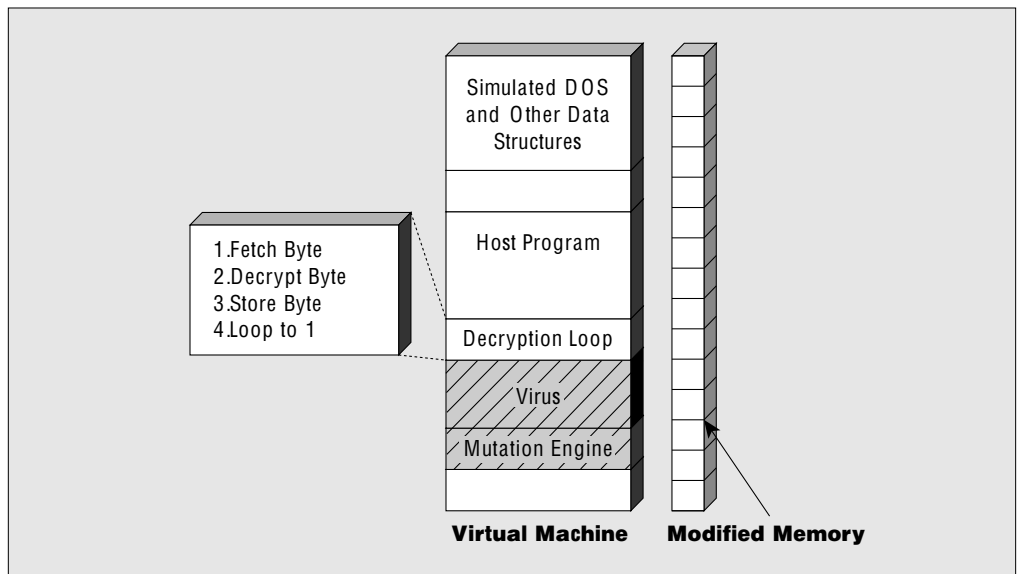 Simulated DOS
and Other Data
Structures
Host Program
1.Fetch Byte
2.Decrypt Byte
3.Store Byte
4.Loop to 1
Decryption Loop
Virus
Mutation Engine
Virtual Machine
Modified Memory